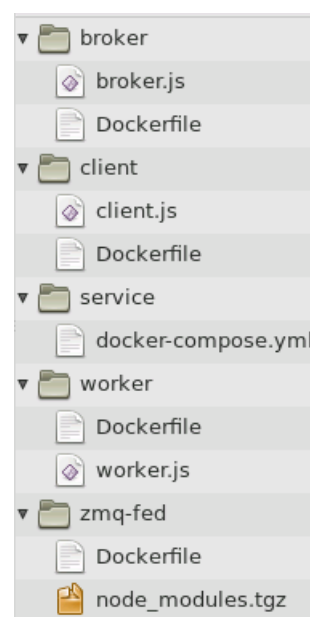 broker
broker.js
Dockerfile
client
client.js
Dockerfile
service
docker-compose.yml
worker
Dockerfile
worker.js
zmq-fed
Dockerfile
node_modules.tgz